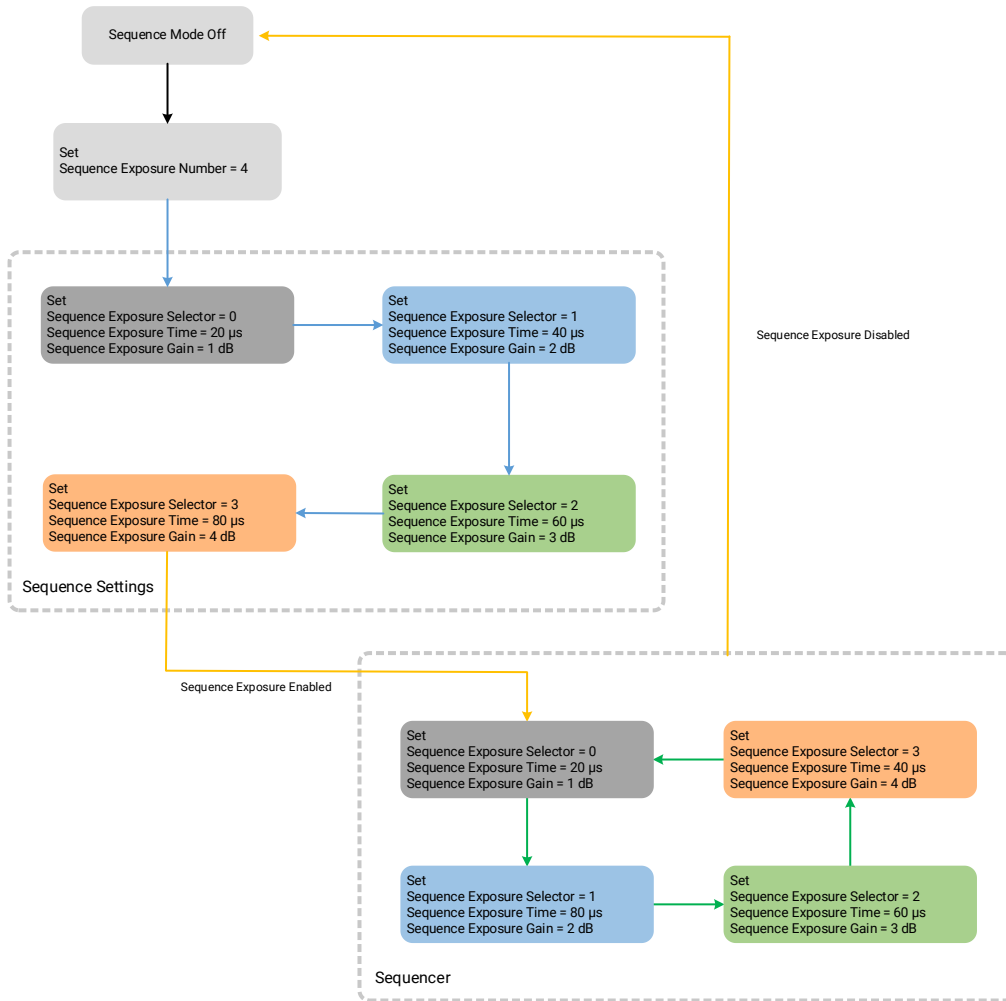 Sequence Mode Off
Set
Sequence Exposure Number = 4
Set
Sequence Exposure Selector = 0
Sequence Exposure Time = 20 µs
Sequence Exposure Gain = 1 dB
Set
Sequence Exposure Selector = 1
Sequence Exposure Time = 40 µs
Sequence Exposure Gain = 2 dB
Sequence Exposure Disabled
Set
Sequence Exposure Selector = 3
Sequence Exposure Time = 80 µs
Sequence Exposure Gain = 4 dB
Set
Sequence Exposure Selector = 2
Sequence Exposure Time = 60 µs
Sequence Exposure Gain = 3 dB
Sequence Settings
Sequence Exposure Enabled
Set
Sequence Exposure Selector = 0
Sequence Exposure Time = 20 µs
Sequence Exposure Gain = 1 dB
Set
Sequence Exposure Selector = 3
Sequence Exposure Time = 40 µs
Sequence Exposure Gain = 4 dB
Set
Sequence Exposure Selector = 1
Sequence Exposure Time = 80 µs
Sequence Exposure Gain = 2 dB
Set
Sequence Exposure Selector = 2
Sequence Exposure Time = 60 µs
Sequence Exposure Gain = 3 dB
Sequencer